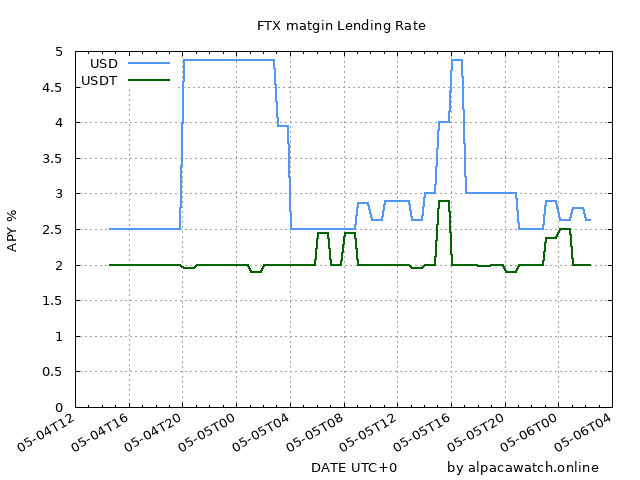 FTX matgin Lending Rate
USD
USDT
5
4.5
4
3.5
3
2.5
2
1.5
1
0.5
0
APY %
05-04T12
05-04T16
05-04T20
05-05T00
05-05T04
05-05T08
05-05T12
05-05T16
05-05T20
05-06T00
05-06T04
DATE UTC+0
by alpacawatch.online